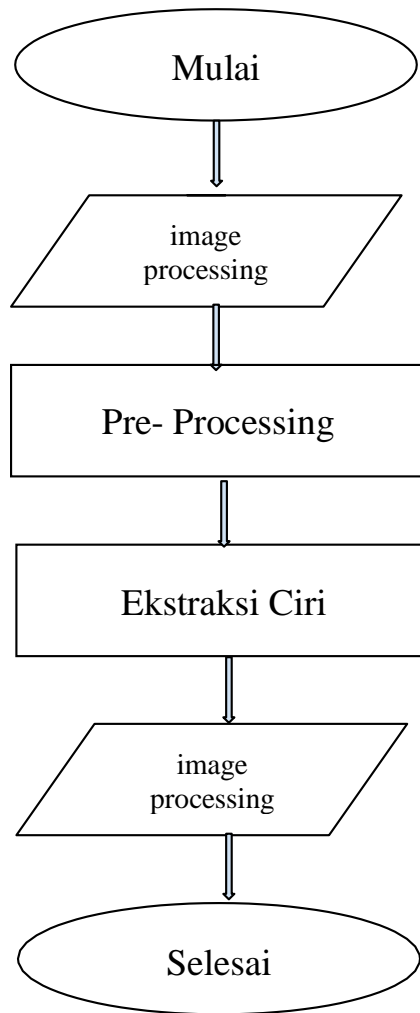 Mulai
image
processing
Pre- Processing
Ekstraksi Ciri
image
processing
Selesai